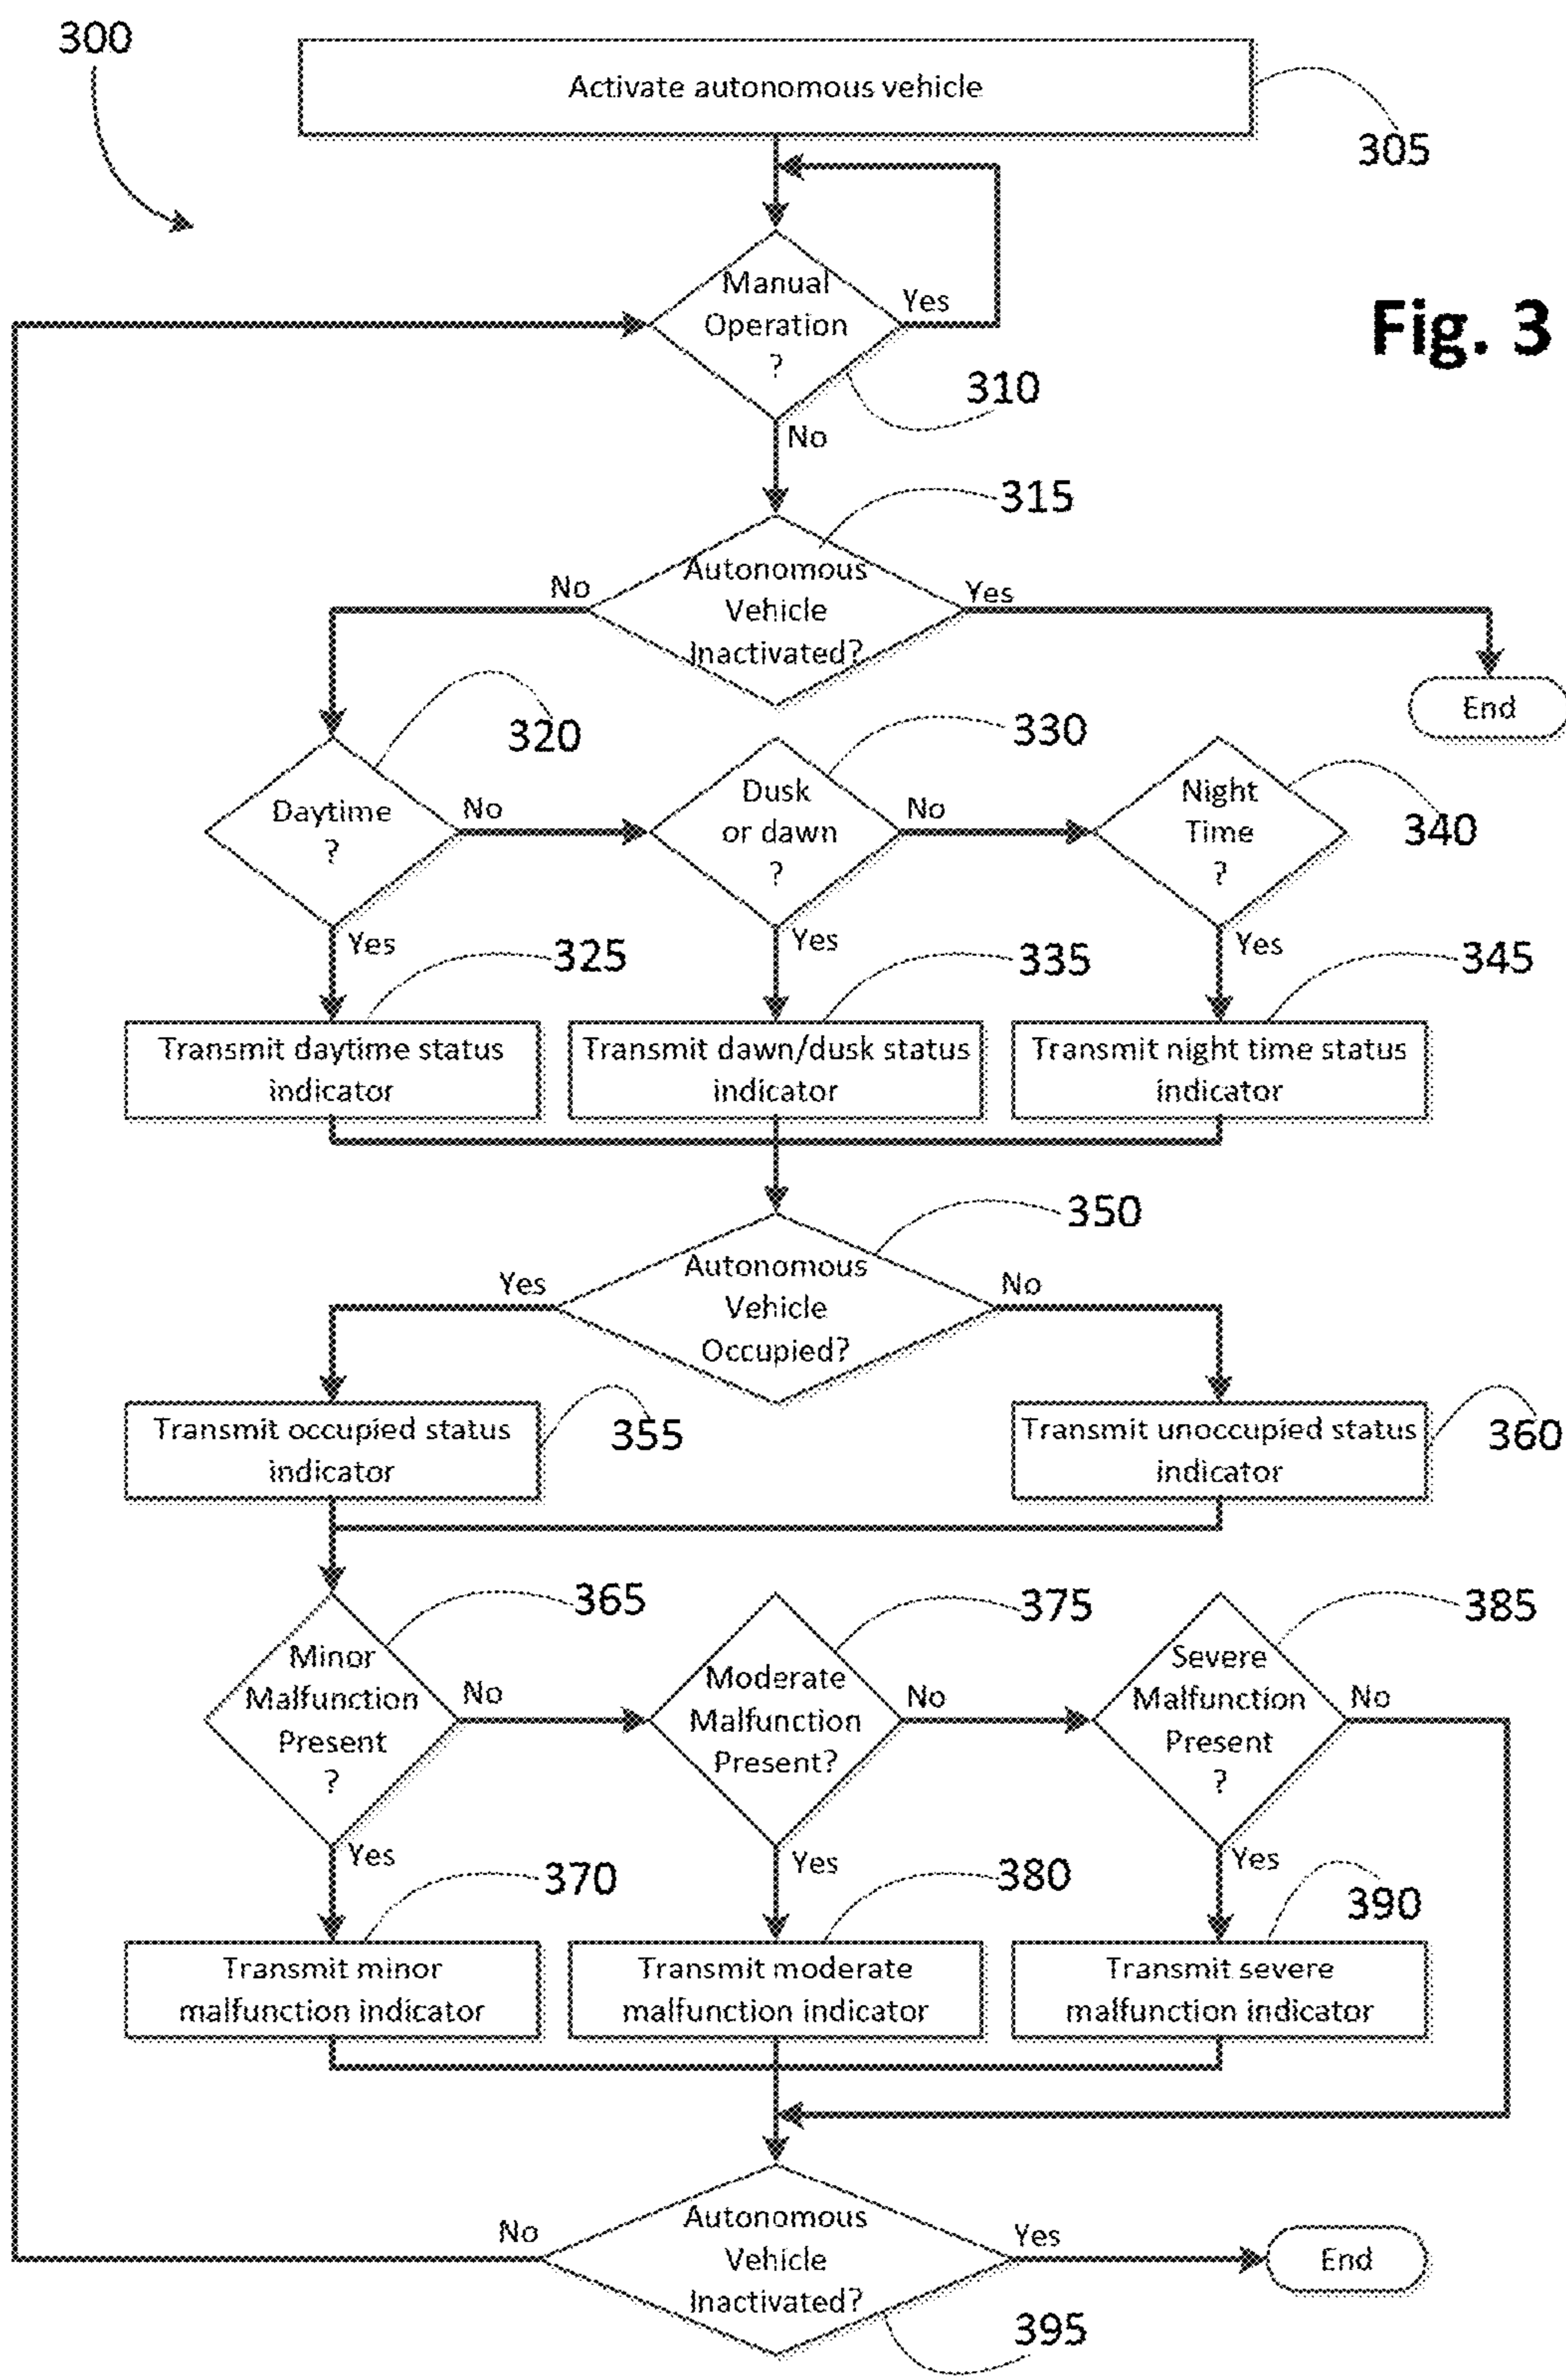 300
Activate autonomous vehicle
305
Manual
Operation
?
Yes
Fig. 3
310
No
315
Autonomous
Vehicle
Inactivated?
No
Yes
End
320
330
340
Daytime
?
No
Dusk
or dawn
?
No
Night
Time
?
Yes
325
Yes
335
Yes
345
Transmit daytime status
indicator
Transmit dawn/dusk status
indicator
Transmit night time status
indicator
350
Autonomous
Vehicle
Occupied?
Yes
No
Transmit occupied status
indicator
355
Transmit unoccupied status
indicator
360
365
375
385
Minor
Malfunction
Present
?
No
Moderate
Malfunction
Present?
No
Severe
Malfunction
Present
?
No
Yes
370
Yes
380
Yes
390
Transmit minor
malfunction indicator
Transmit moderate
malfunction indicator
Transmit severe
malfunction indicator
Autonomous
Vehicle
Inactivated?
No
Yes
End
395